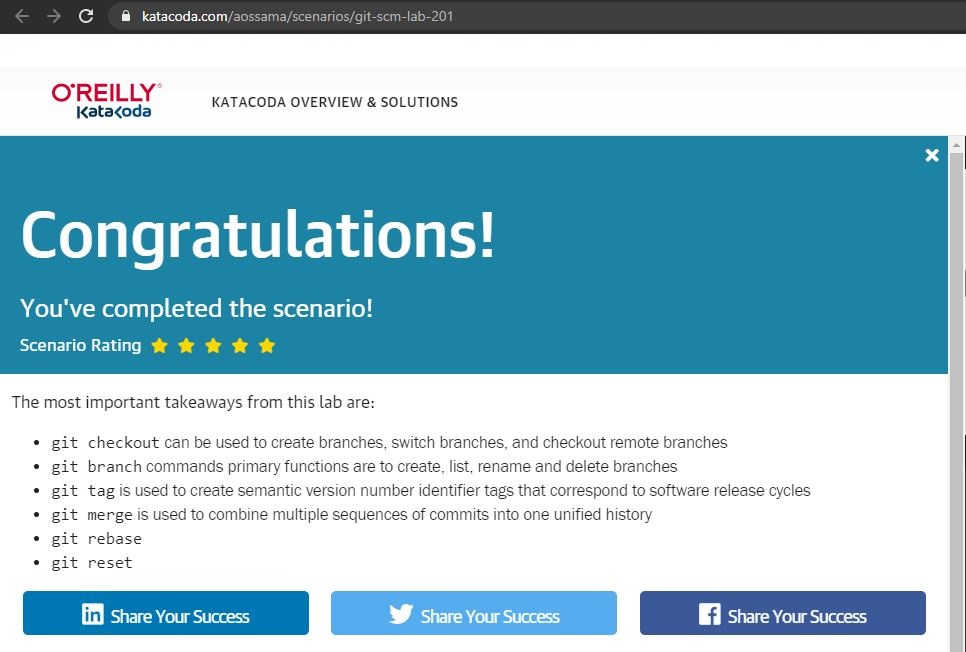 katacoda.com/aossama/scenarios/git-scm-lab-201
O'REILLY®
KataKoda
KATACODA OVERVIEW & SOLUTIONS
Congratulations!
You've completed the scenario!
Scenario Rating
The most important takeaways from this lab are:
• git checkout can be used to create branches, switch branches, and checkout remote branches
• git branch commands primary functions are to create, list, rename and delete branches
• git tag is used to create semantic version number identifier tags that correspond to software release cycles
• git merge is used to combine multiple sequences of commits into one unified history
• git rebase
• git reset
in Share Your Success
Share Your Success
f Share Your Success